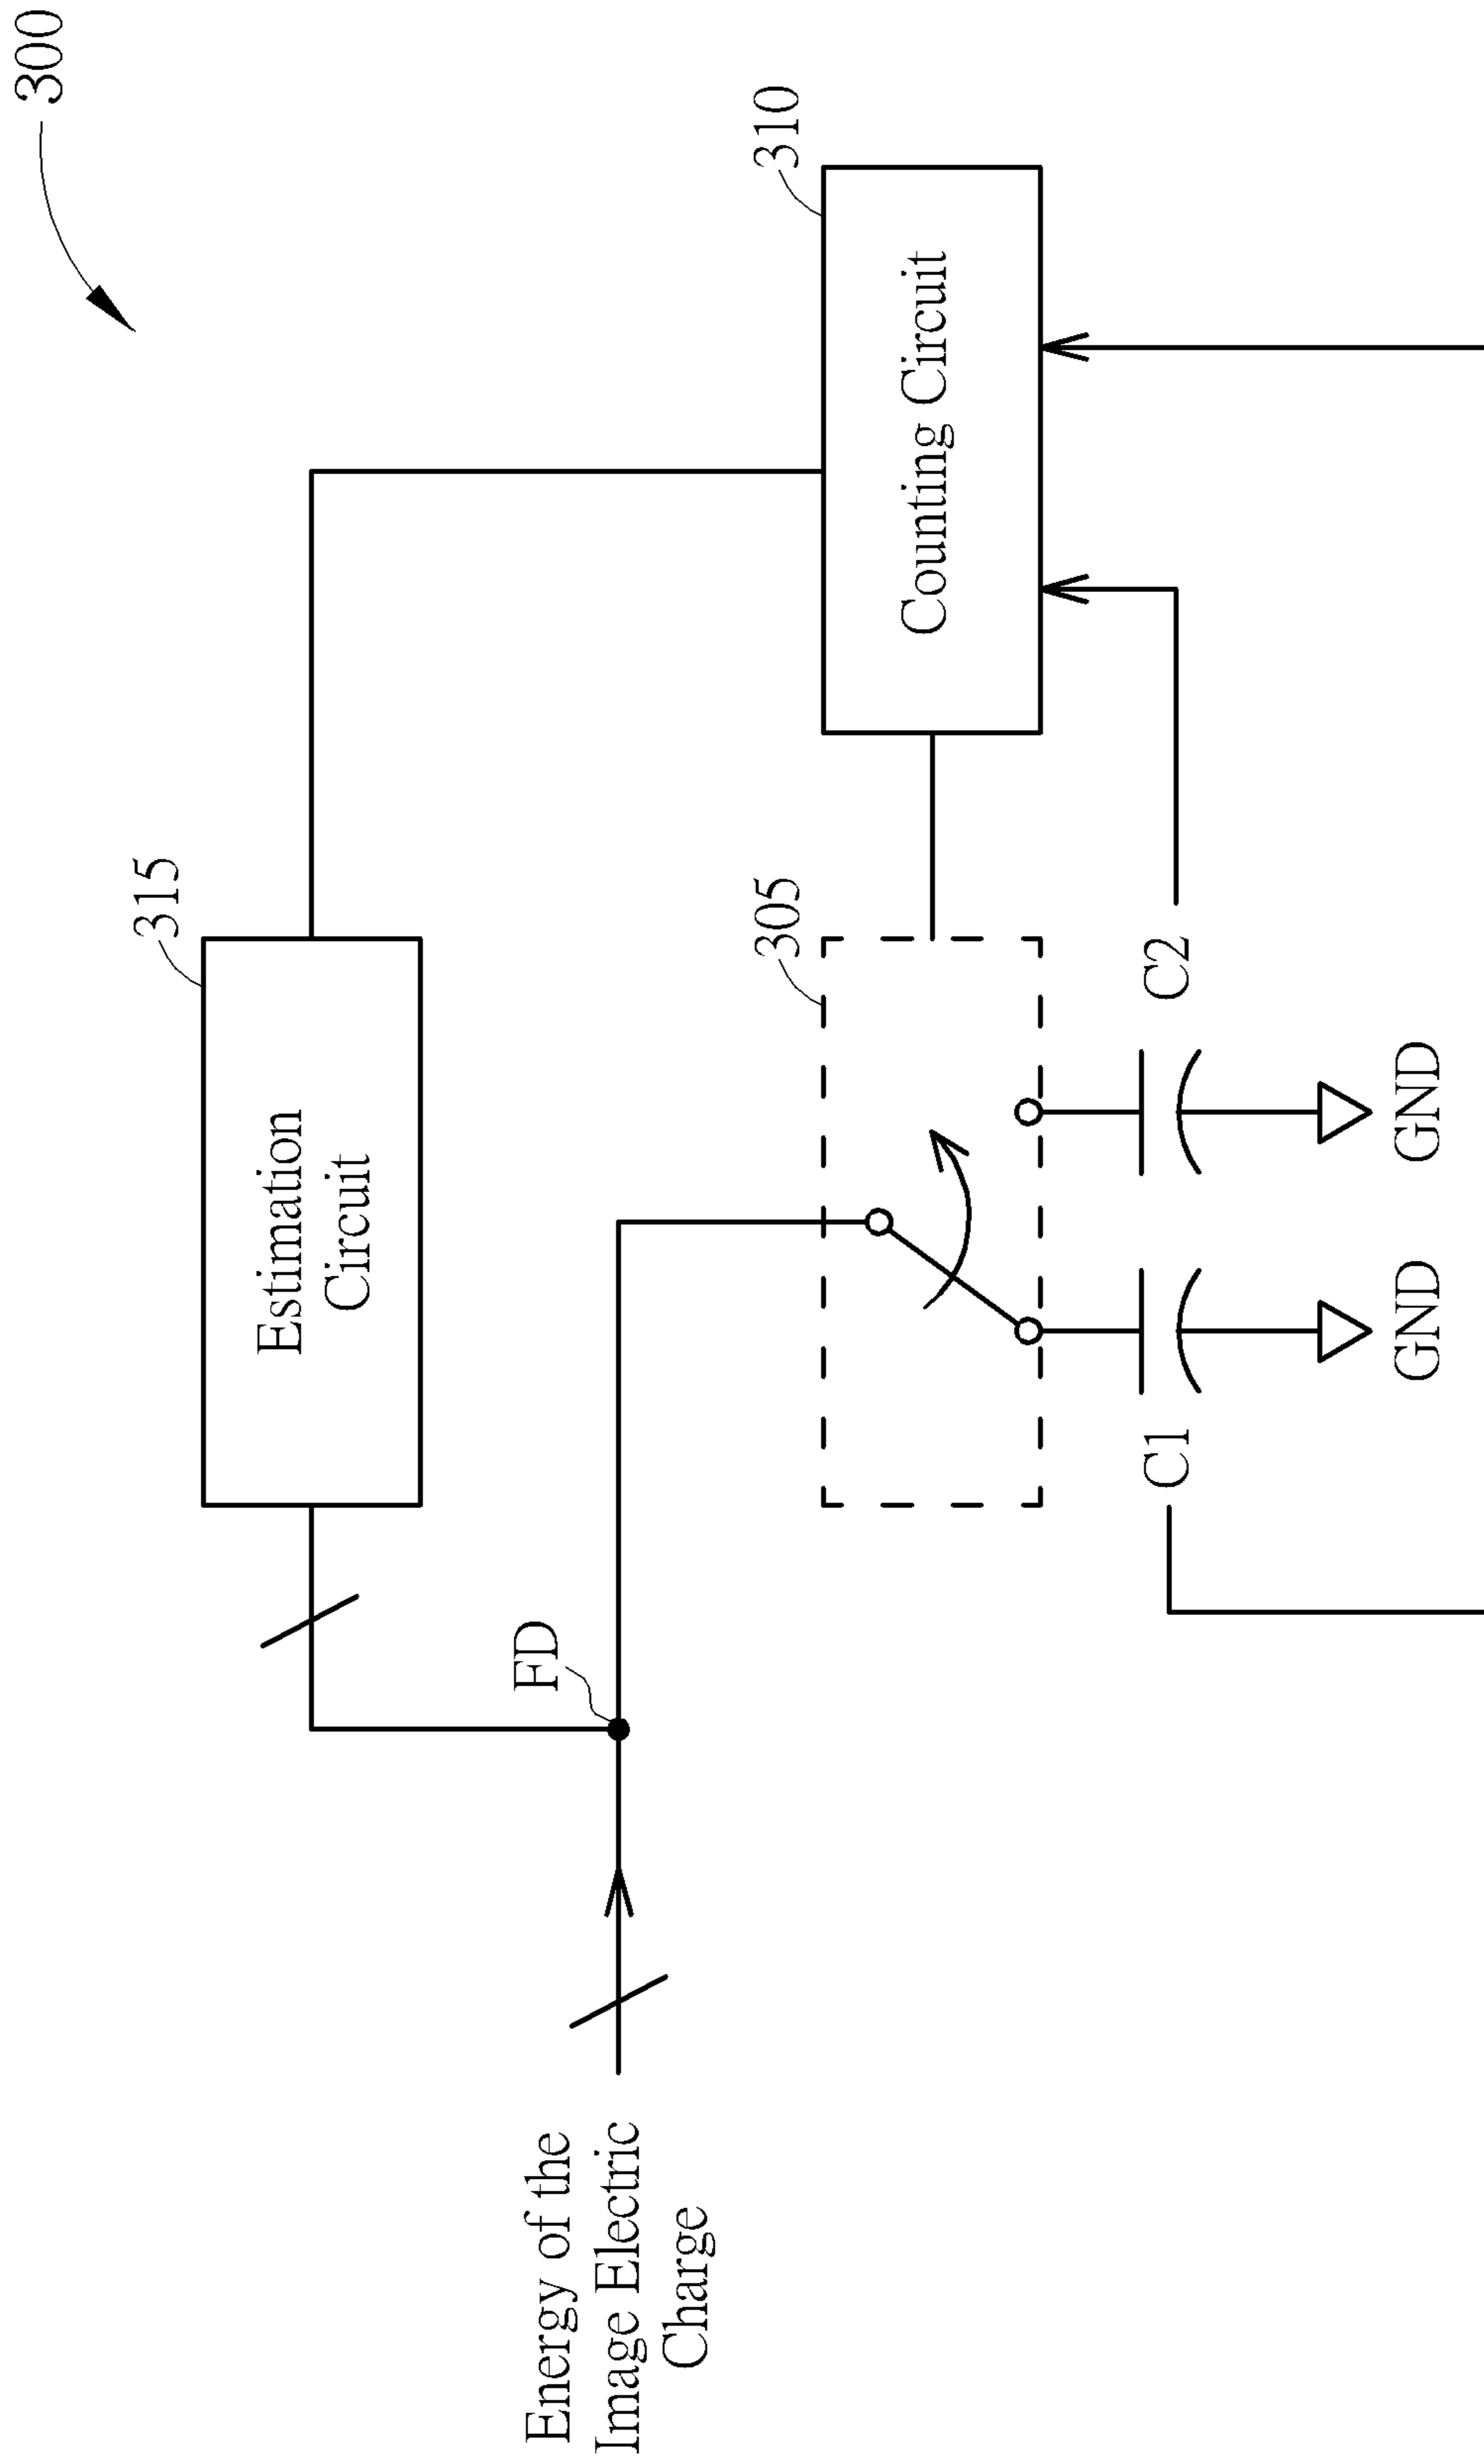 300
315
Estimation
Circuit
FD
Energy of the
Image Electric
Charge
305
310
Counting Circuit
C1
C2
GND
GND